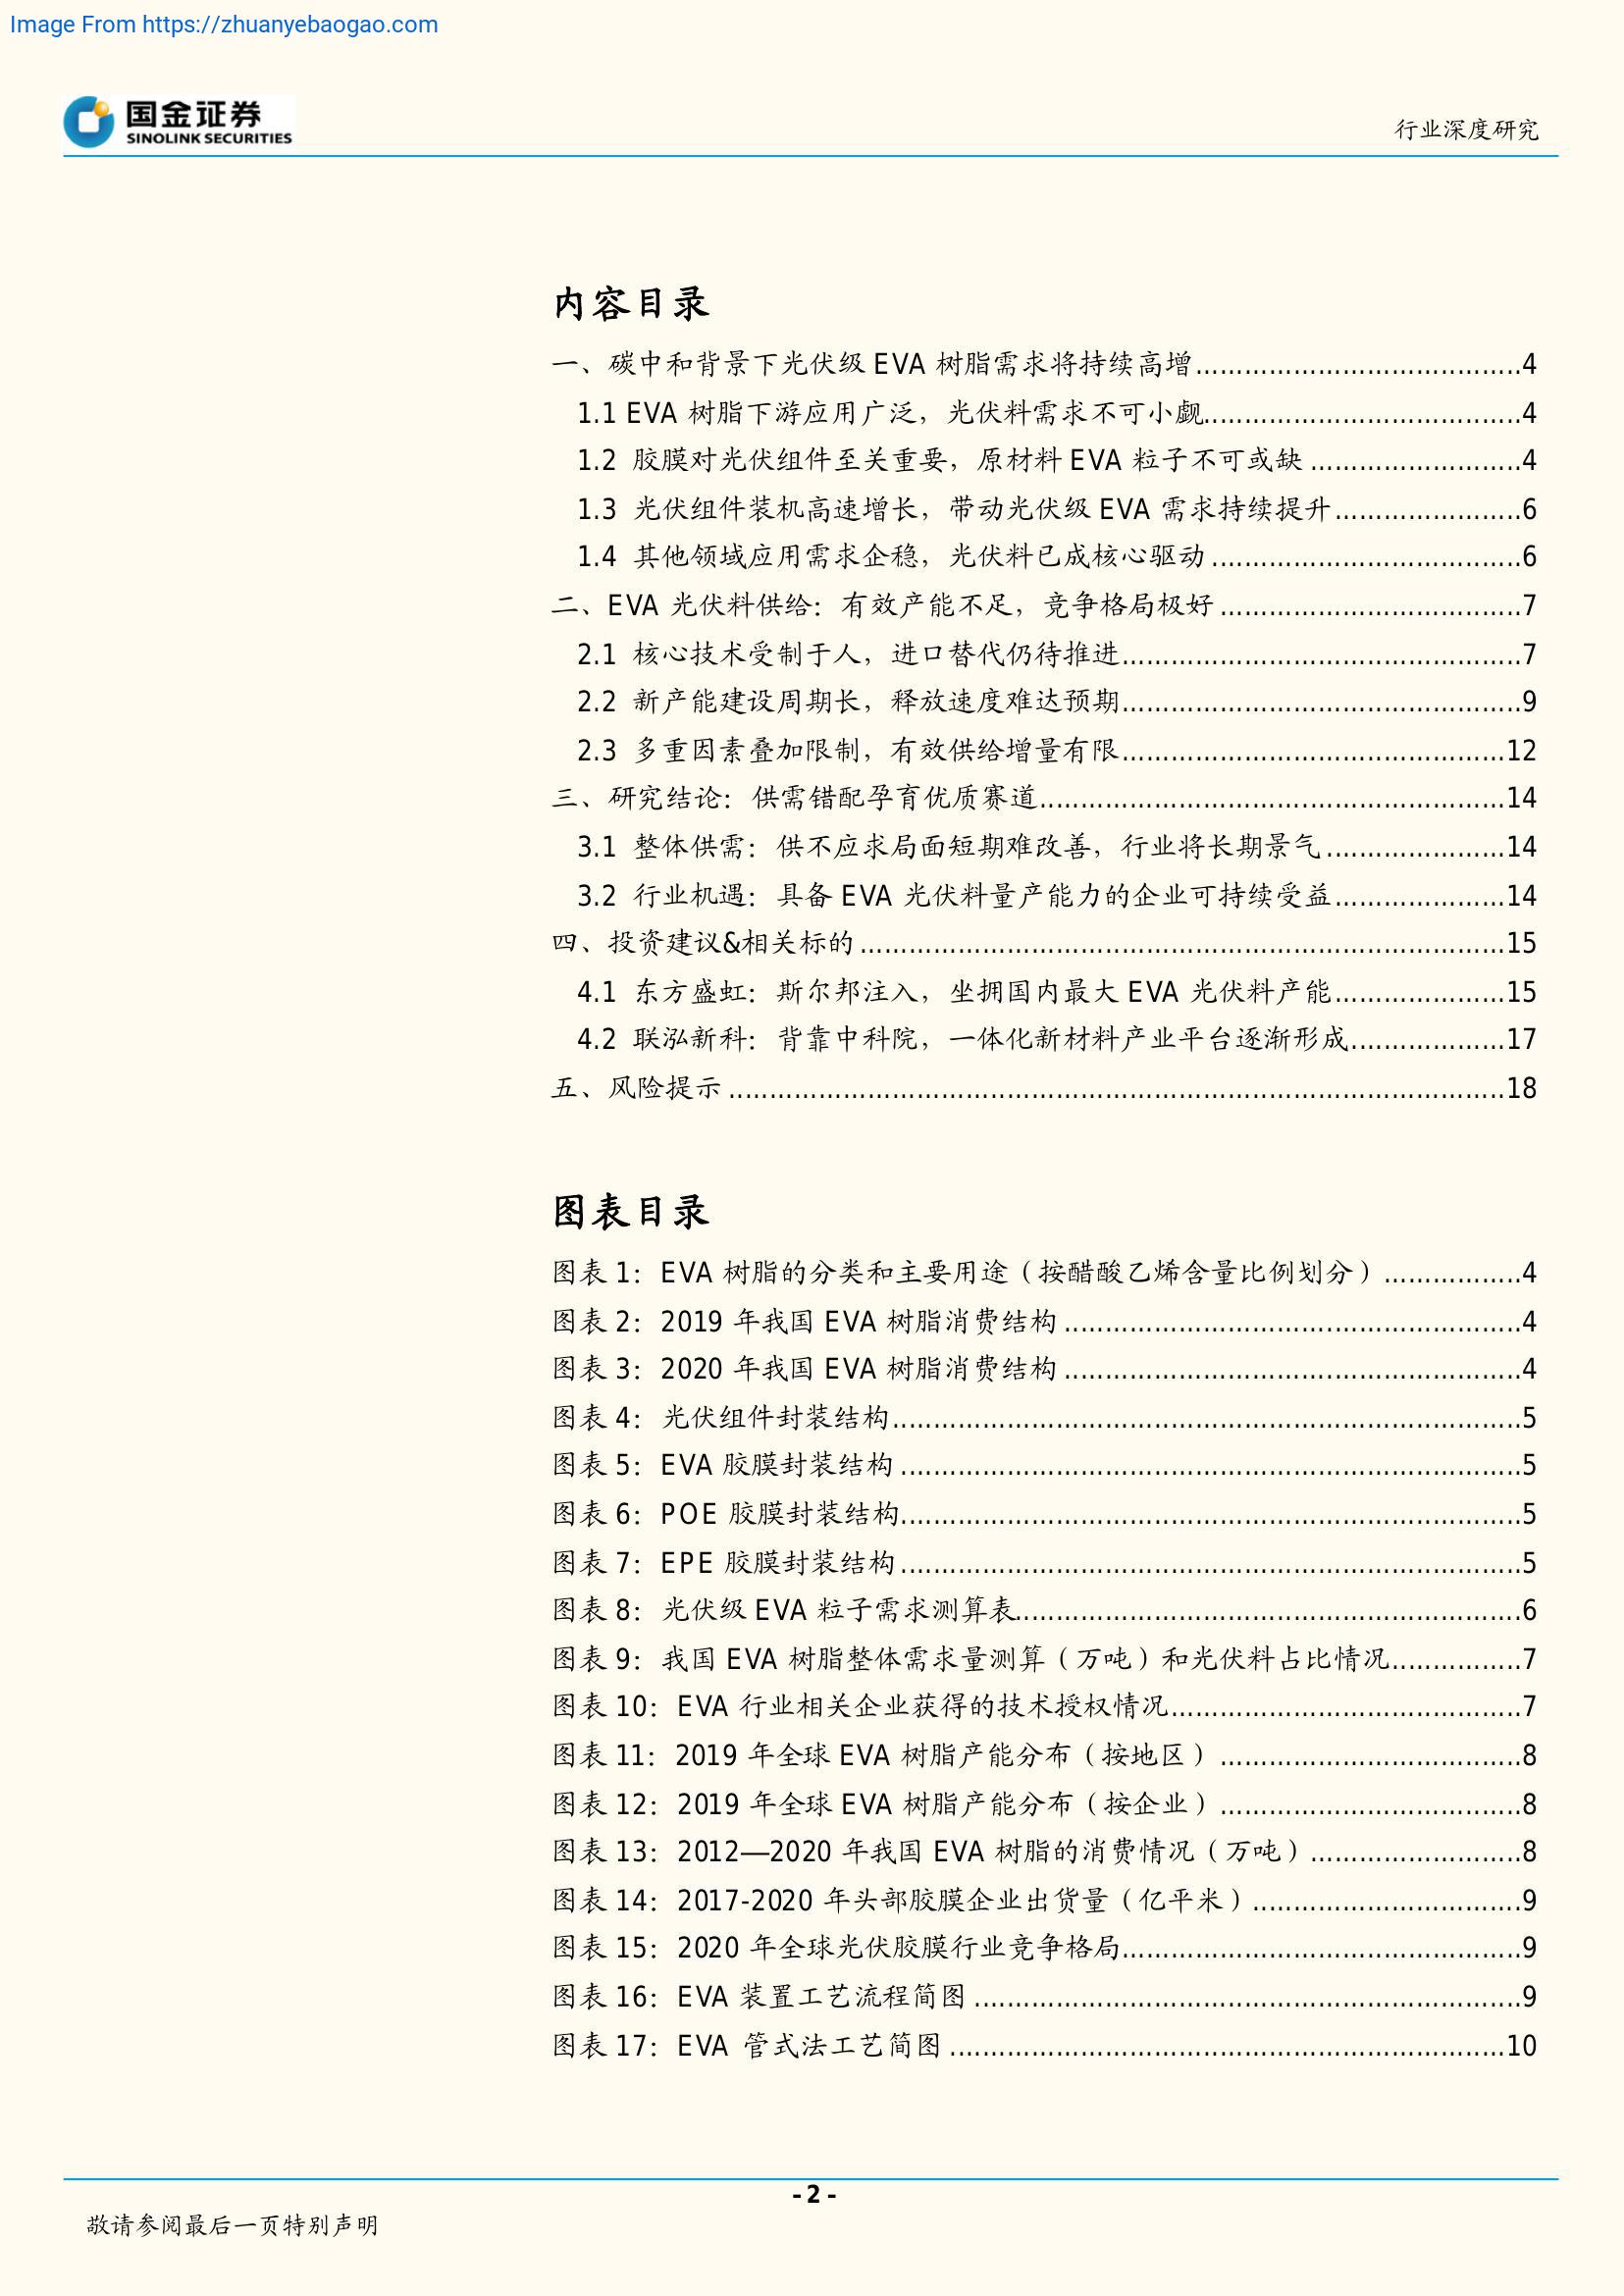 Image From https://zhuanyebaogao.com
国金证券
SINOLINK SECURITIES
行业深度研究
内容目录
一、碳中和背景下光伏级 EVA 树脂需求将持续高增........................................4
1.1 EVA 树脂下游应用广泛，光伏料需求不可小觑.......................................4
1.2 胶膜对光伏组件至关重要，原材料 EVA 粒子不可或缺 ..........................4
1.3 光伏组件装机高速增长，带动光伏级 EVA 需求持续提升.......................6
1.4 其他领域应用需求企稳，光伏料已成核心驱动 ......................................6
二、EVA 光伏料供给：有效产能不足，竞争格局极好 .....................................7
2.1 核心技术受制于人，进口替代仍待推进.................................................7
2.2 新产能建设周期长，释放速度难达预期.................................................9
2.3 多重因素叠加限制，有效供给增量有限...............................................12
三、研究结论：供需错配孕育优质赛道.........................................................14
3.1 整体供需：供不应求局面短期难改善，行业将长期景气......................14
3.2 行业机遇：具备 EVA 光伏料量产能力的企业可持续受益.....................14
四、投资建议&相关标的...............................................................................15
4.1 东方盛虹：斯尔邦注入，坐拥国内最大 EVA 光伏料产能.....................15
4.2 联泓新科：背靠中科院，一体化新材料产业平台逐渐形成...................17
五、风险提示 ...............................................................................................18
图表目录
图表 1：EVA 树脂的分类和主要用途（按醋酸乙烯含量比例划分） .................4
图表 2：2019 年我国 EVA 树脂消费结构 ........................................................4
图表 3：2020 年我国 EVA 树脂消费结构 ........................................................4
图表 4：光伏组件封装结构.............................................................................5
图表 5：EVA 胶膜封装结构 ............................................................................5
图表 6：POE 胶膜封装结构............................................................................5
图表 7：EPE 胶膜封装结构 ............................................................................5
图表 8：光伏级 EVA 粒子需求测算表..............................................................6
图表 9：我国 EVA 树脂整体需求量测算（万吨）和光伏料占比情况................7
图表 10：EVA 行业相关企业获得的技术授权情况...........................................7
图表 11：2019 年全球 EVA 树脂产能分布（按地区） .....................................8
图表 12：2019 年全球 EVA 树脂产能分布（按企业） .....................................8
图表 13：2012—2020 年我国 EVA 树脂的消费情况（万吨）..........................8
图表 14：2017-2020 年头部胶膜企业出货量（亿平米）.................................9
图表 15：2020 年全球光伏胶膜行业竞争格局.................................................9
图表 16：EVA 装置工艺流程简图 ...................................................................9
图表 17：EVA 管式法工艺简图 ....................................................................10
- 2 -
敬请参阅最后一页特别声明